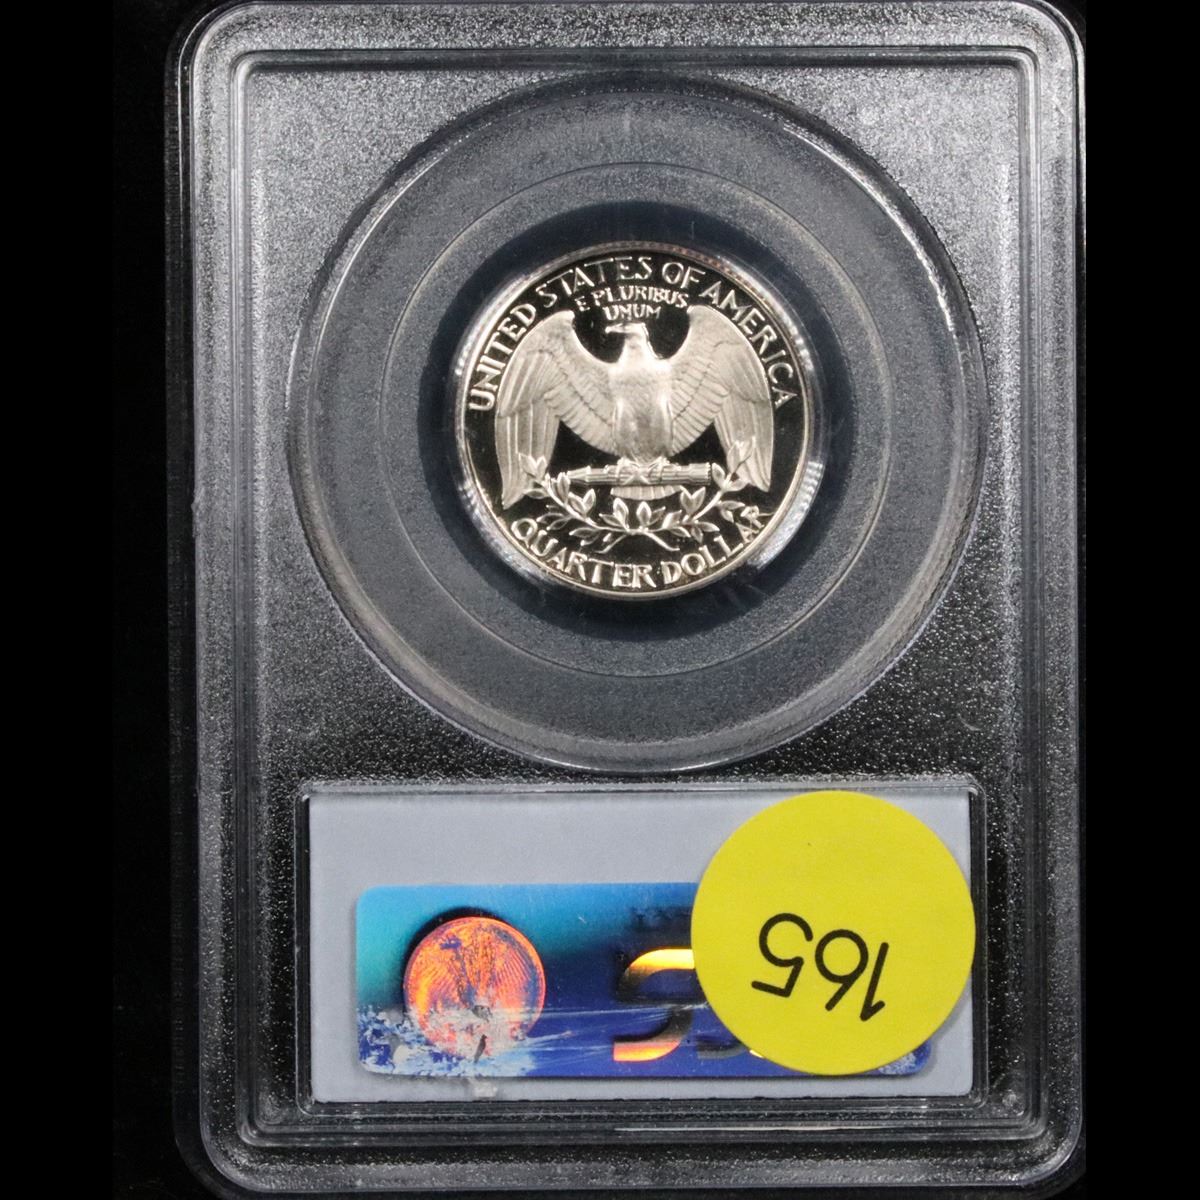 UNITED STATES OF AMERICA
E PLURIBUS
UNUM
QUARTER DOLLAR
165